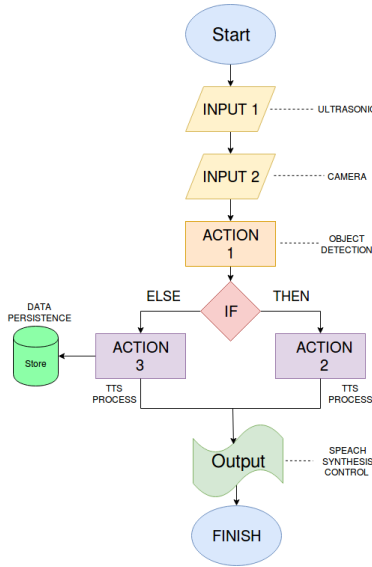 Start
INPUT 1
ULTRASONIC
INPUT 2
CAMERA
ACTION
1
OBJECT
DETECTION
ELSE
THEN
IF
DATA
PERSISTENCE
Store
ACTION
3
ACTION
2
TTS
PROCESS
TTS
PROCESS
Output
SPEACH
SYNTHESIS
CONTROL
FINISH